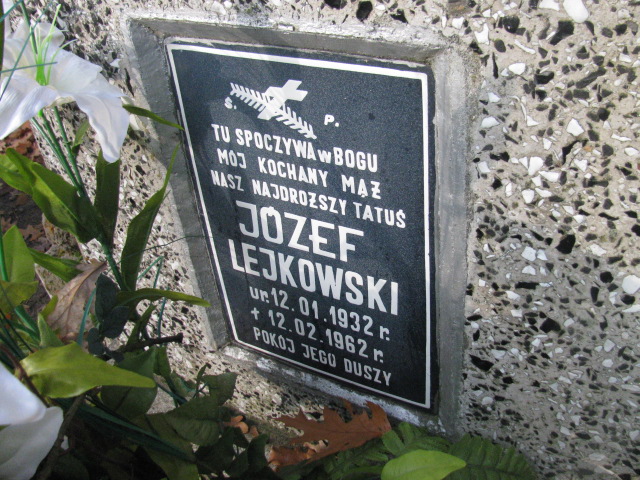 Ś. P.
TU SPOCZYWA w BOGU
MÓJ KOCHANY MĄŻ
NASZ NAJDROŻSZY TATUŚ
JÓZEF
LEJKOWSKI
ur. 12.01.1932 r.
+ 12.02.1962 r.
POKÓJ JEGO DUSZY